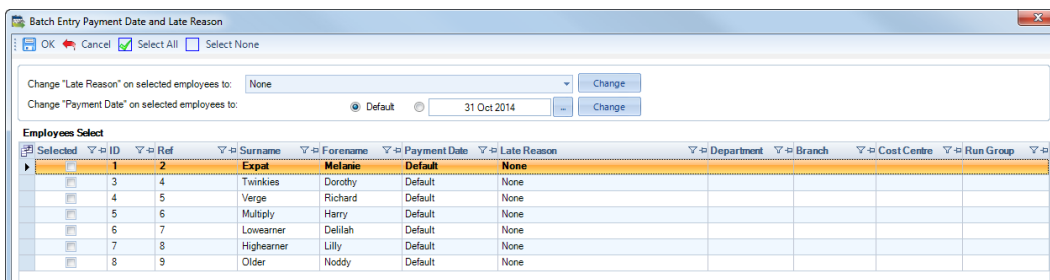 Batch Entry Payment Date and Late Reason
OK Cancel Select All Select None
Change "Late Reason" on selected employees to: None Change
Change "Payment Date" on selected employees to: Default 31 Oct 2014 ... Change
Employees Select
Selected ID Ref Surname Forename Payment Date Late Reason Department Branch Cost Centre Run Group
1 2 Expat Melanie Default None
3 4 Twinkies Dorothy Default None
4 5 Verge Richard Default None
5 6 Multiply Harry Default None
6 7 Lowearner Delilah Default None
7 8 Highearner Lilly Default None
8 9 Older Noddy Default None